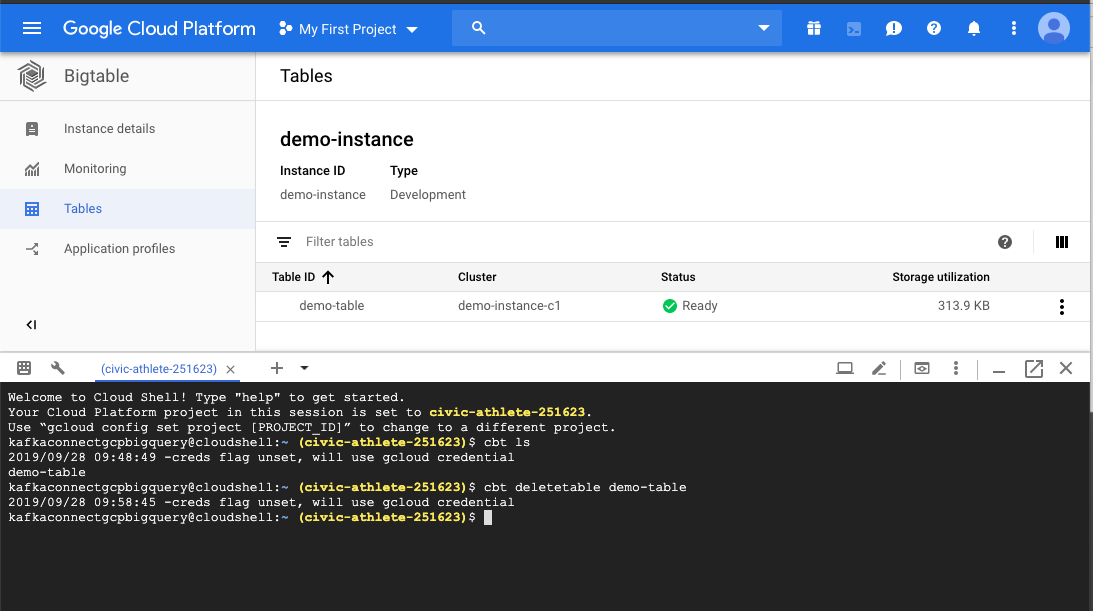 Google Cloud Platform My First Project
Bigtable
Tables
Instance details
Monitoring
Tables
Application profiles
demo-instance
Instance ID Type
demo-instance Development
Filter tables
Table ID Cluster Status Storage utilization
demo-table demo-instance-c1 Ready 313.9 KB
(civic-athlete-251623)
Welcome to Cloud Shell! Type "help" to get started.
Your Cloud Platform project in this session is set to civic-athlete-251623.
Use “gcloud config set project [PROJECT_ID]” to change to a different project.
kafkaconnectgcpbigquery@cloudshell:~ (civic-athlete-251623)$ cbt ls
2019/09/28 09:48:49 -creds flag unset, will use gcloud credential
demo-table
kafkaconnectgcpbigquery@cloudshell:~ (civic-athlete-251623)$ cbt deletetable demo-table
2019/09/28 09:58:45 -creds flag unset, will use gcloud credential
kafkaconnectgcpbigquery@cloudshell:~ (civic-athlete-251623)$